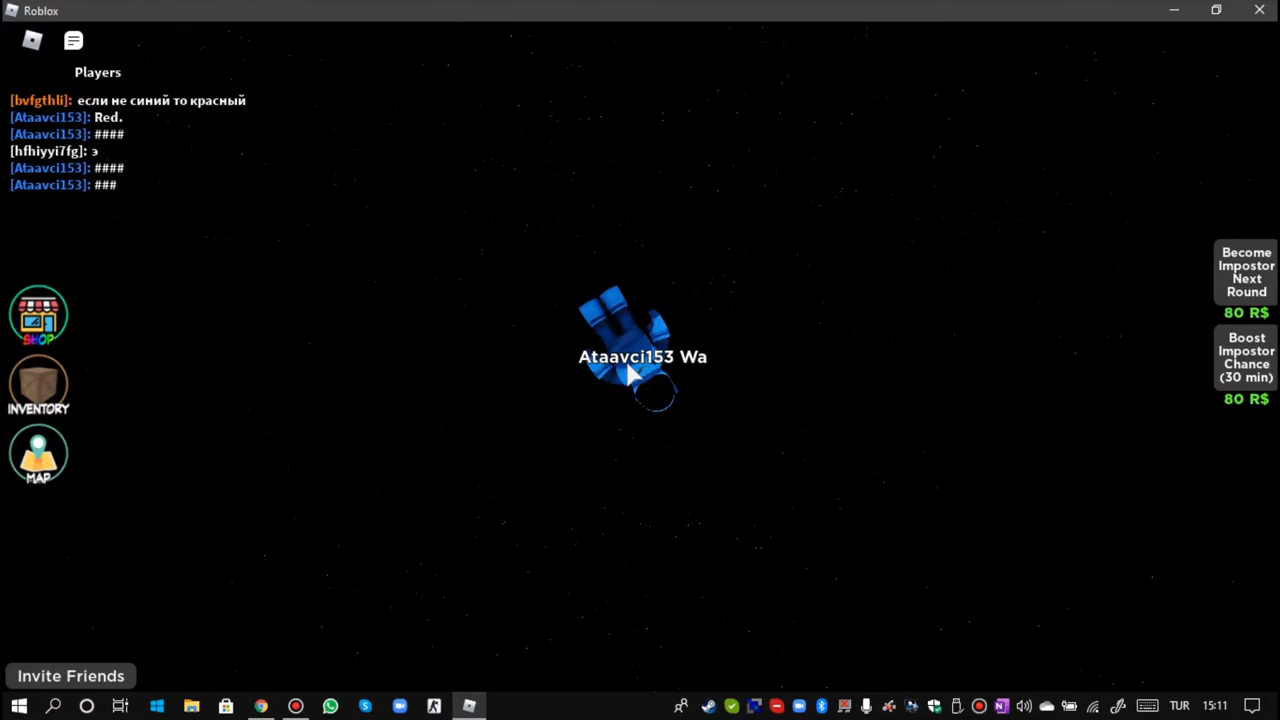 Roblox
Players
[bvfgthli]: если не синий то красный
[Ataavci153]: Red.
[Ataavci153]: ####
[hfhiyyi7fg]: э
[Ataavci153]: ####
[Ataavci153]: ###
SHOP
INVENTORY
MAP
Ataavci153 Wa
Become
Impostor
Next
Round
80 R$
Boost
Impostor
Chance
(30 min)
80 R$
Invite Friends
TUR
15:11